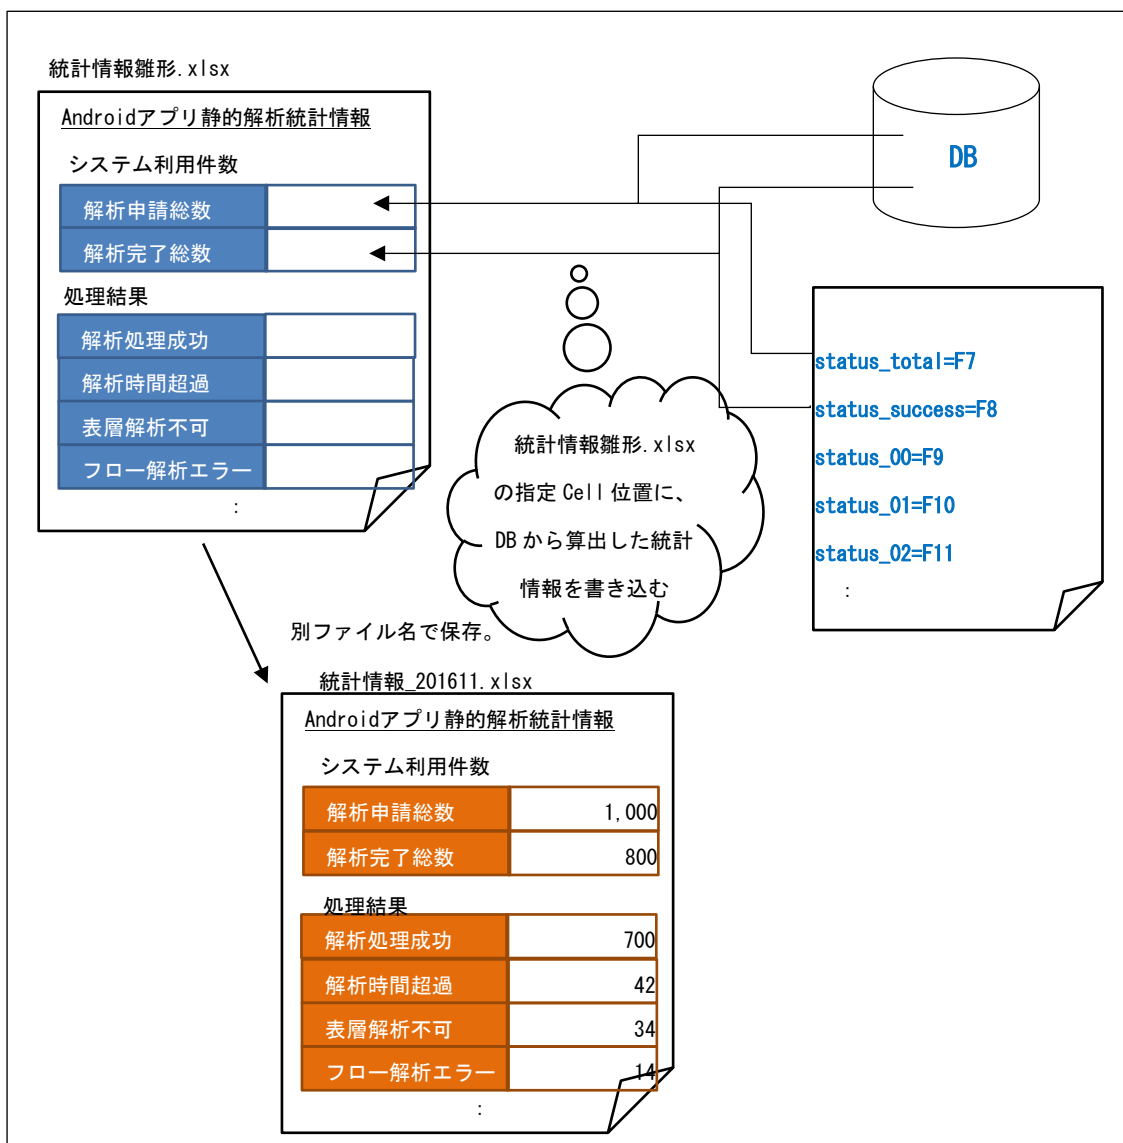 統計情報雛形.xlsx
Androidアプリ静的解析統計情報
システム利用件数
解析申請総数
解析完了総数
処理結果
解析処理成功
解析時間超過
表層解析不可
フロー解析エラー
:
DB
status_total=F7
status_success=F8
status_00=F9
status_01=F10
status_02=F11
:
統計情報雛形.xlsx
の指定 Cell 位置に、
DB から算出した統計
情報を書き込む
別ファイル名で保存。
統計情報_201611.xlsx
Androidアプリ静的解析統計情報
システム利用件数
解析申請総数 1,000
解析完了総数 800
処理結果
解析処理成功 700
解析時間超過 42
表層解析不可 34
フロー解析エラー 14
: